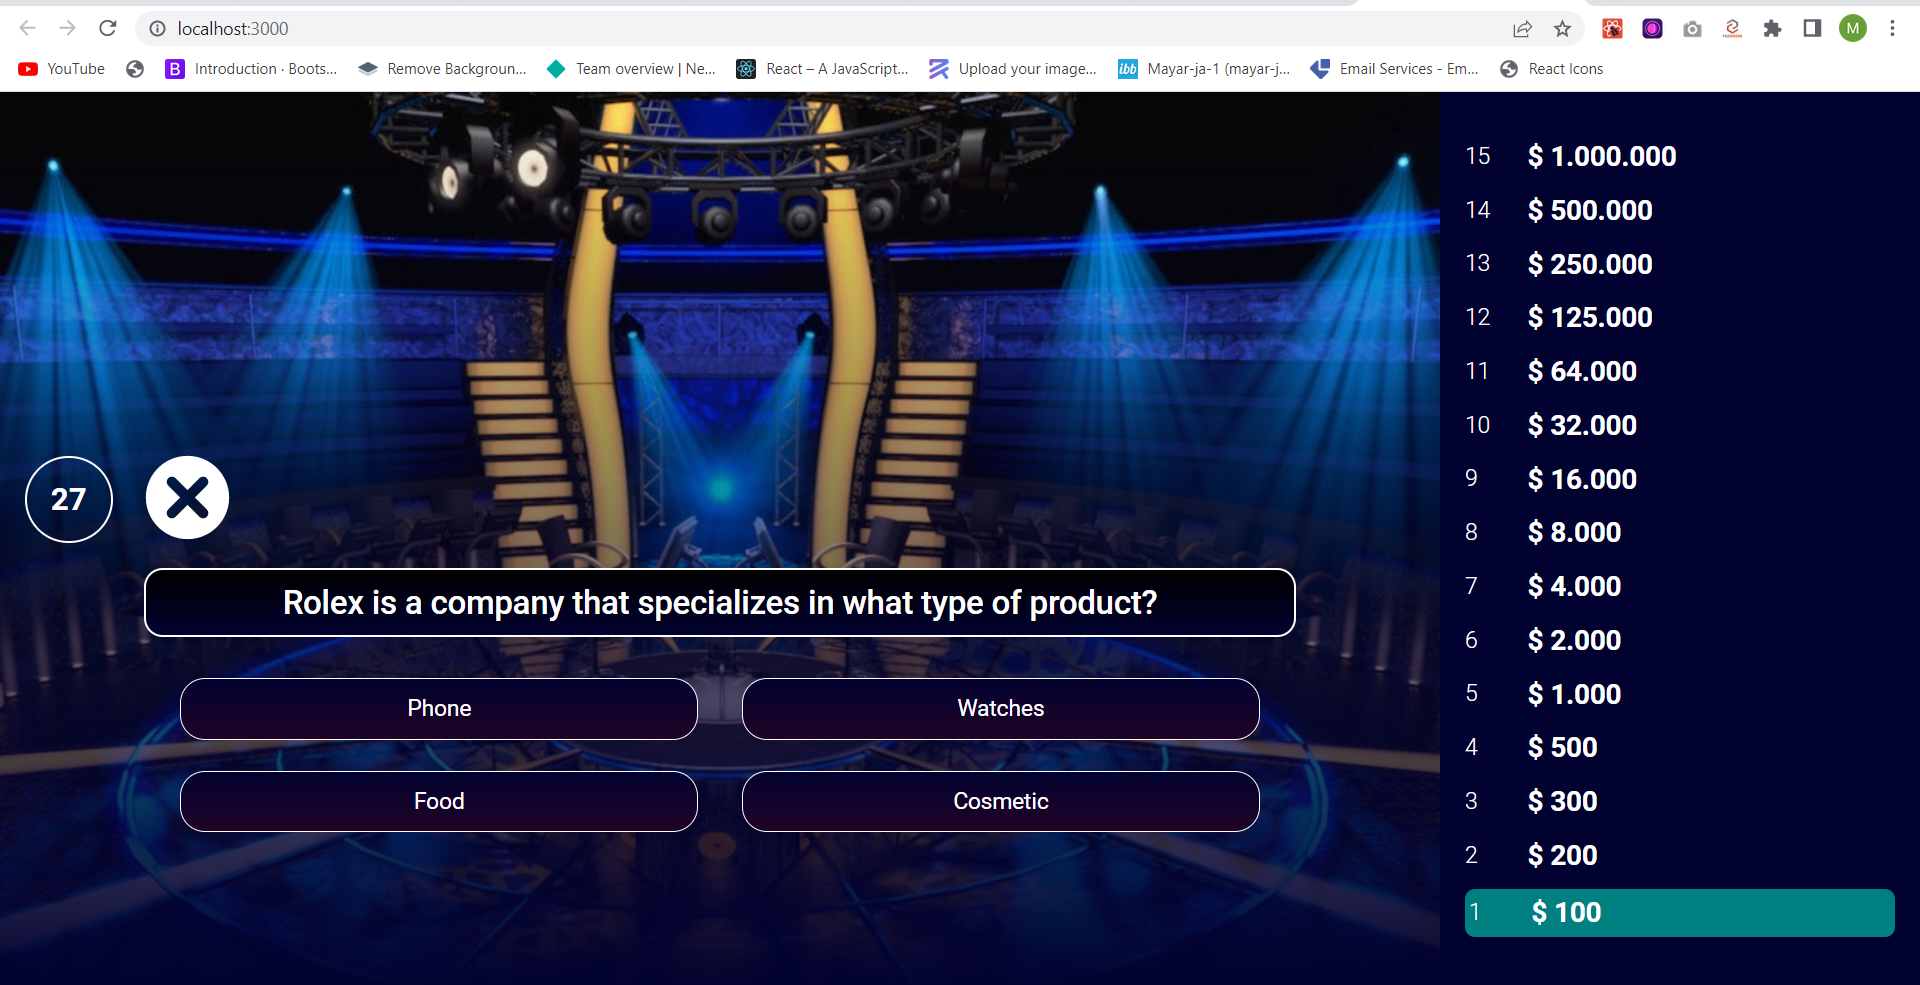 localhost:3000
M
YouTube
B Introduction · Boots...
Remove Backgroun...
Team overview | Ne...
React – A JavaScript...
Upload your image...
ibb Mayar-ja-1 (mayar-j...
Email Services - Em...
React Icons
27
Rolex is a company that specializes in what type of product?
Phone
Watches
Food
Cosmetic
15 $ 1.000.000
14 $ 500.000
13 $ 250.000
12 $ 125.000
11 $ 64.000
10 $ 32.000
9 $ 16.000
8 $ 8.000
7 $ 4.000
6 $ 2.000
5 $ 1.000
4 $ 500
3 $ 300
2 $ 200
1 $ 100